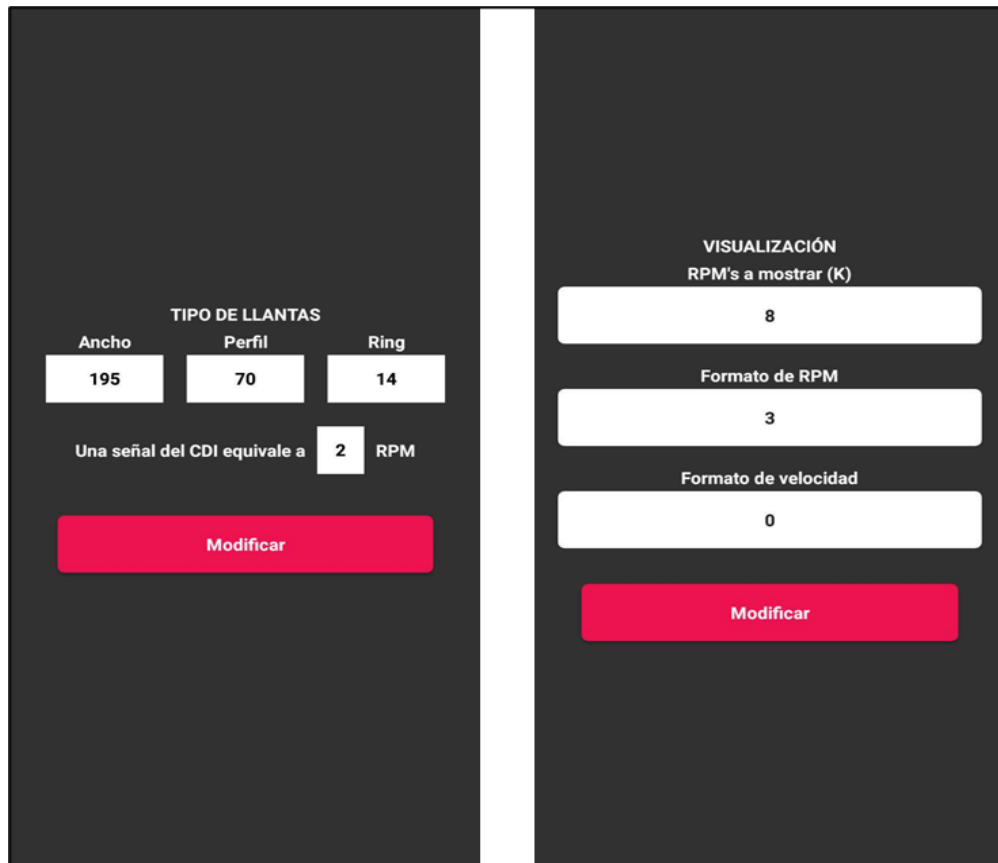 TIPO DE LLANTAS
Ancho Perfil Ring
195 70 14
Una señal del CDI equivale a 2 RPM
Modificar
VISUALIZACIÓN
RPM's a mostrar (K)
8
Formato de RPM
3
Formato de velocidad
0
Modificar